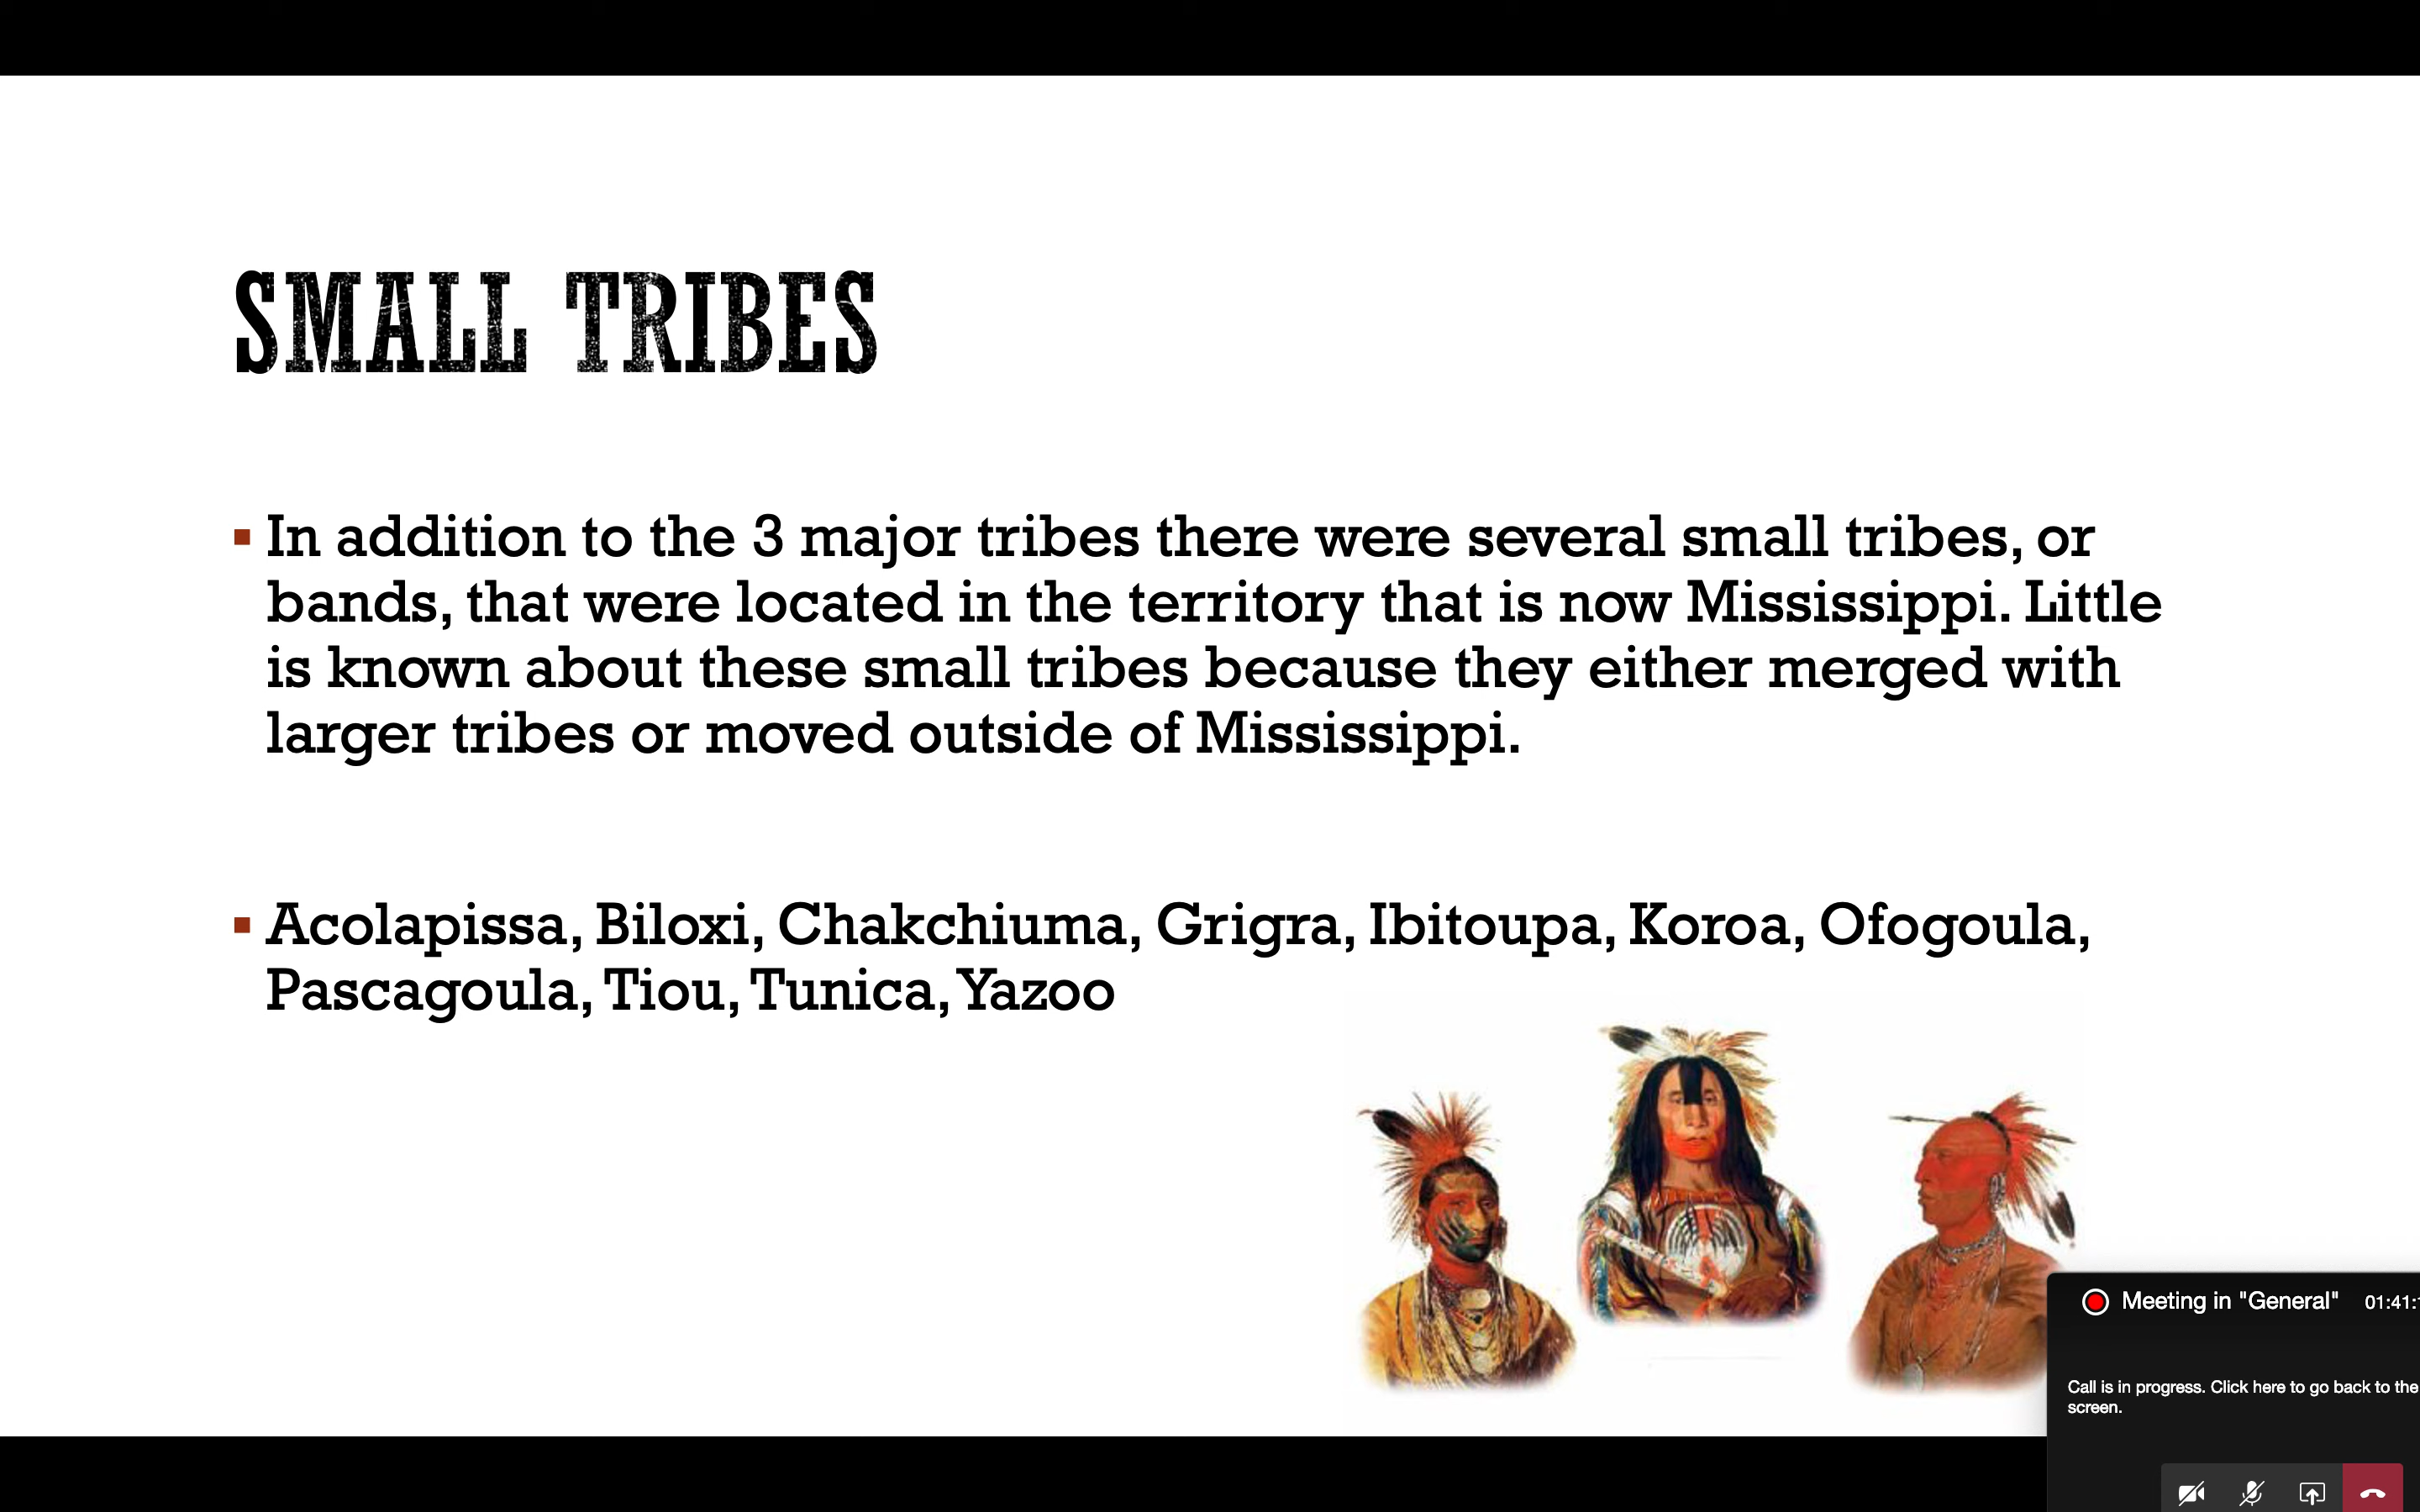 SMALL TRIBES
In addition to the 3 major tribes there were several small tribes, or
bands, that were located in the territory that is now Mississippi. Little
is known about these small tribes because they either merged with
larger tribes or moved outside of Mississippi.
Acolapissa, Biloxi, Chakchiuma, Grigra, Ibitoupa, Koroa, Ofogoula,
Pascagoula, Tiou, Tunica, Yazoo
Meeting in "General" 01:41:
Call is in progress. Click here to go back to the
screen.